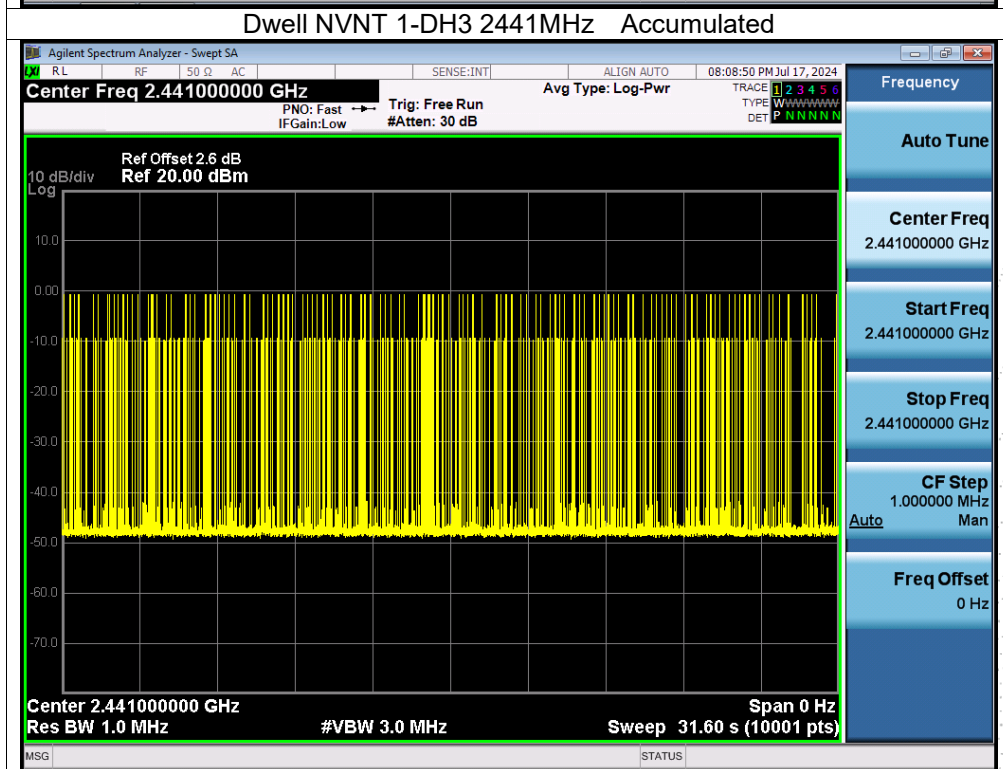 Dwell NVNT 1-DH3 2441MHz Accumulated
Agilent Spectrum Analyzer - Swept SA
LXI RL RF 50 Ω AC SENSE:INT ALIGN AUTO 08:08:50 PM Jul 17, 2024
Center Freq 2.441000000 GHz
PNO: Fast
IFGain:Low
Trig: Free Run
#Atten: 30 dB
Avg Type: Log-Pwr
TRACE 1 2 3 4 5 6
TYPE WWWWWWW
DET P N N N N N
Frequency
Auto Tune
Center Freq
2.441000000 GHz
Start Freq
2.441000000 GHz
Stop Freq
2.441000000 GHz
CF Step
1.000000 MHz
Auto Man
Freq Offset
0 Hz
Ref Offset 2.6 dB
10 dB/div Ref 20.00 dBm
Log
10.0
0.00
-10.0
-20.0
-30.0
-40.0
-50.0
-60.0
-70.0
Center 2.441000000 GHz Span 0 Hz
Res BW 1.0 MHz #VBW 3.0 MHz Sweep 31.60 s (10001 pts)
MSG STATUS